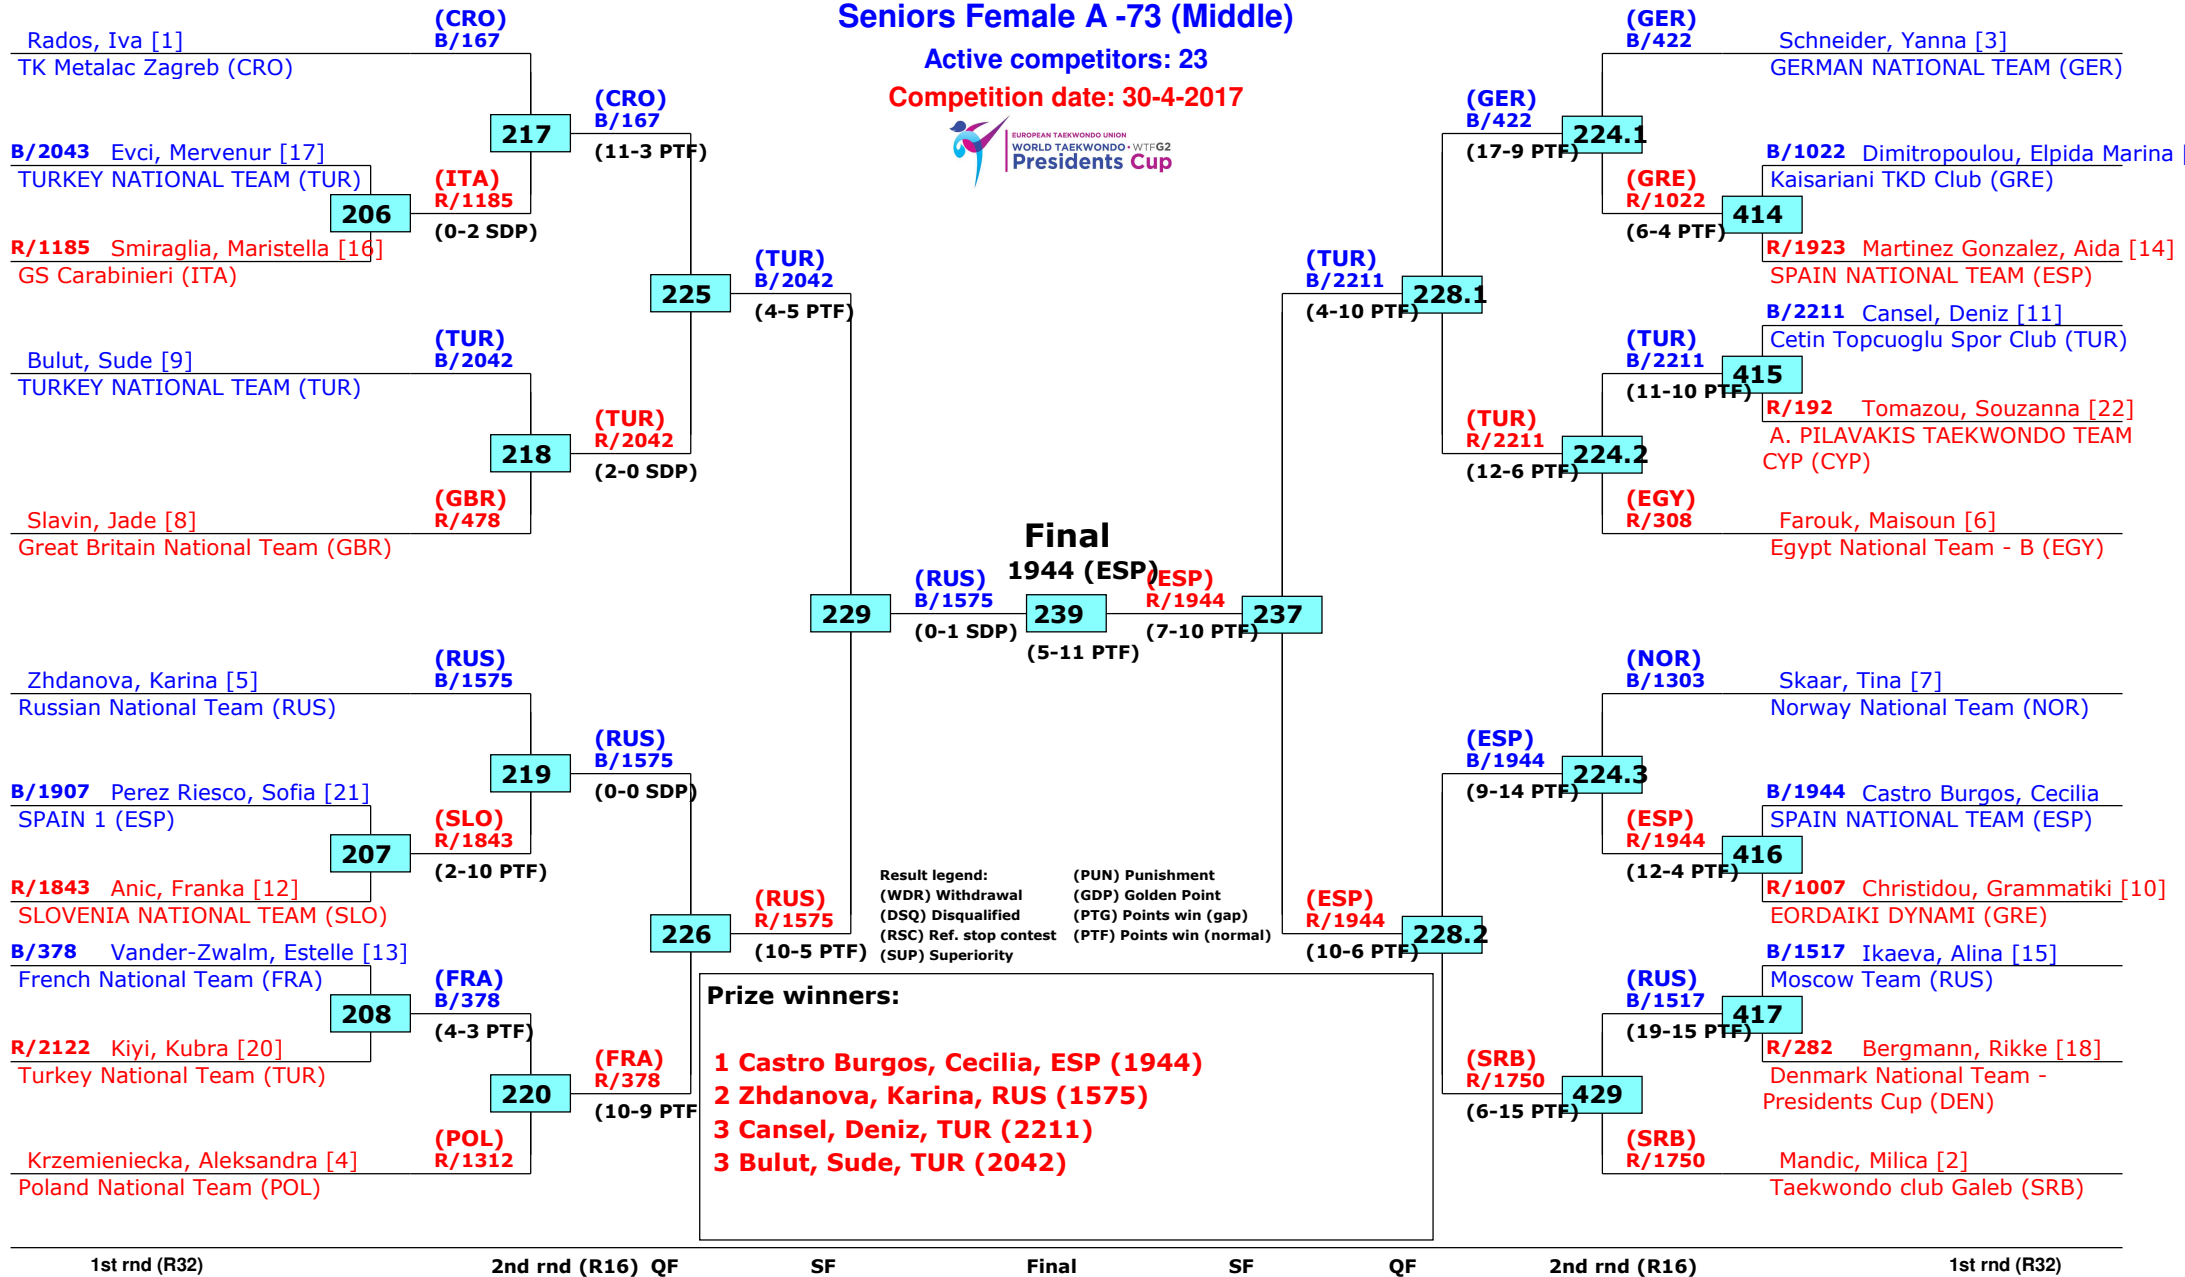 Seniors Female A -73 (Middle)
Active competitors: 23
Competition date: 30-4-2017
EUROPEAN TAEKWONDO UNION
WORLD TAEKWONDO • WTF G2
Presidents Cup
Rados, Iva [1]
TK Metalac Zagreb (CRO)
(CRO)
B/167
B/2043 Evci, Mervenur [17]
TURKEY NATIONAL TEAM (TUR)
206
R/1185 Smiraglia, Maristella [16]
GS Carabinieri (ITA)
(ITA)
R/1185
(0-2 SDP)
217
(CRO)
B/167
(11-3 PTF)
Bulut, Sude [9]
TURKEY NATIONAL TEAM (TUR)
(TUR)
B/2042
218
Slavin, Jade [8]
Great Britain National Team (GBR)
(GBR)
R/478
(TUR)
R/2042
(2-0 SDP)
225
(TUR)
B/2042
(4-5 PTF)
Zhdanova, Karina [5]
Russian National Team (RUS)
(RUS)
B/1575
B/1907 Perez Riesco, Sofia [21]
SPAIN 1 (ESP)
207
R/1843 Anic, Franka [12]
SLOVENIA NATIONAL TEAM (SLO)
(SLO)
R/1843
(2-10 PTF)
219
(RUS)
B/1575
(0-0 SDP)
B/378 Vander-Zwalm, Estelle [13]
French National Team (FRA)
208
R/2122 Kiyi, Kubra [20]
Turkey National Team (TUR)
(FRA)
B/378
(4-3 PTF)
220
Krzemieniecka, Aleksandra [4]
Poland National Team (POL)
(POL)
R/1312
(FRA)
R/378
(10-9 PTF
226
(RUS)
R/1575
(10-5 PTF)
229
(RUS)
B/1575
(0-1 SDP)
Final
1944 (ESP)
239
(5-11 PTF)
(ESP)
R/1944
(7-10 PTF)
237
(TUR)
B/2211
(4-10 PTF)
228.1
(GER)
B/422
(17-9 PTF)
224.1
(GER)
B/422
Schneider, Yanna [3]
GERMAN NATIONAL TEAM (GER)
B/1022 Dimitropoulou, Elpida Marina [
Kaisariani TKD Club (GRE)
(GRE)
R/1022
(6-4 PTF)
414
R/1923 Martinez Gonzalez, Aida [14]
SPAIN NATIONAL TEAM (ESP)
B/2211 Cansel, Deniz [11]
Cetin Topcuoglu Spor Club (TUR)
(TUR)
B/2211
(11-10 PTF)
415
R/192 Tomazou, Souzanna [22]
A. PILAVAKIS TAEKWONDO TEAM
CYP (CYP)
(TUR)
R/2211
(12-6 PTF)
224.2
(EGY)
R/308
Farouk, Maisoun [6]
Egypt National Team - B (EGY)
(NOR)
B/1303
Skaar, Tina [7]
Norway National Team (NOR)
(ESP)
B/1944
(9-14 PTF)
224.3
B/1944 Castro Burgos, Cecilia
SPAIN NATIONAL TEAM (ESP)
(ESP)
R/1944
(12-4 PTF)
416
R/1007 Christidou, Grammatiki [10]
EORDAIKI DYNAMI (GRE)
(ESP)
R/1944
(10-6 PTF)
228.2
B/1517 Ikaeva, Alina [15]
Moscow Team (RUS)
(RUS)
B/1517
(19-15 PTF)
417
R/282 Bergmann, Rikke [18]
Denmark National Team -
Presidents Cup (DEN)
(SRB)
R/1750
(6-15 PTF)
429
(SRB)
R/1750
Mandic, Milica [2]
Taekwondo club Galeb (SRB)
Result legend:
(WDR) Withdrawal
(DSQ) Disqualified
(RSC) Ref. stop contest
(SUP) Superiority
(PUN) Punishment
(GDP) Golden Point
(PTG) Points win (gap)
(PTF) Points win (normal)
Prize winners:
1 Castro Burgos, Cecilia, ESP (1944)
2 Zhdanova, Karina, RUS (1575)
3 Cansel, Deniz, TUR (2211)
3 Bulut, Sude, TUR (2042)
1st rnd (R32) 2nd rnd (R16) QF SF Final SF QF 2nd rnd (R16) 1st rnd (R32)